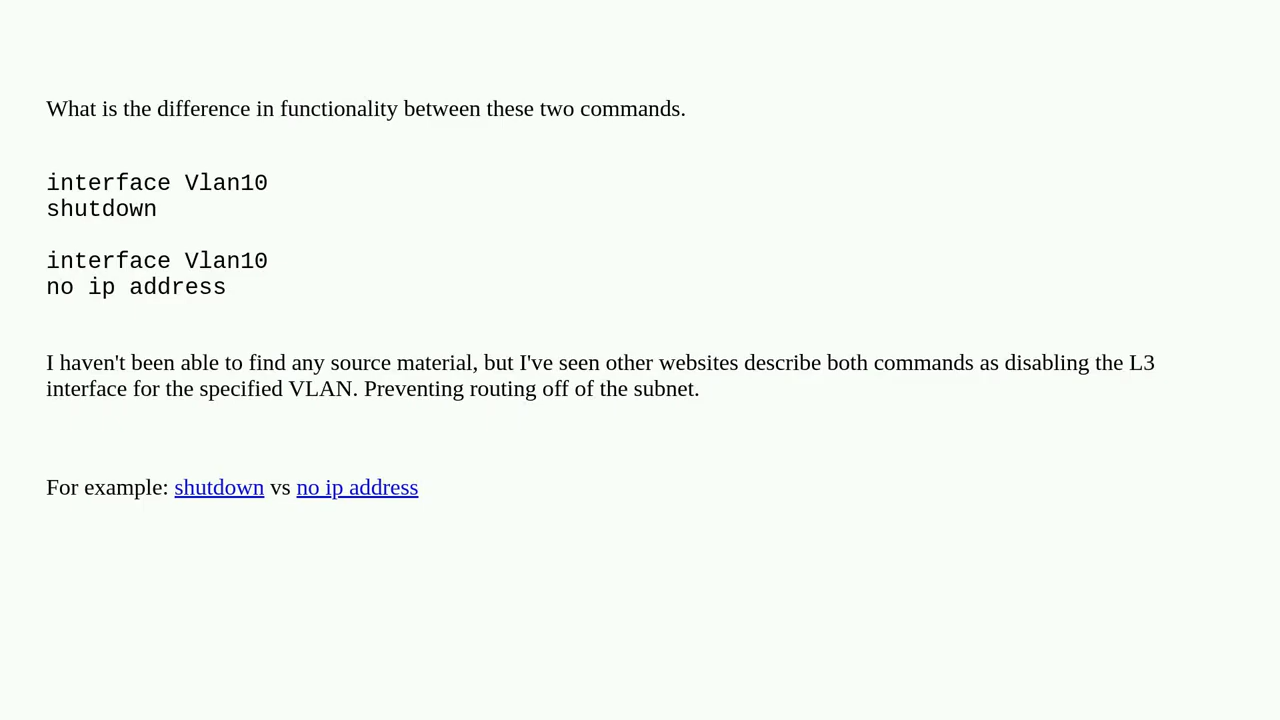 What is the difference in functionality between these two commands.
interface Vlan10
shutdown
interface Vlan10
no ip address
I haven't been able to find any source material, but I've seen other websites describe both commands as disabling the L3
interface for the specified VLAN. Preventing routing off of the subnet.
For example: shutdown vs no ip address